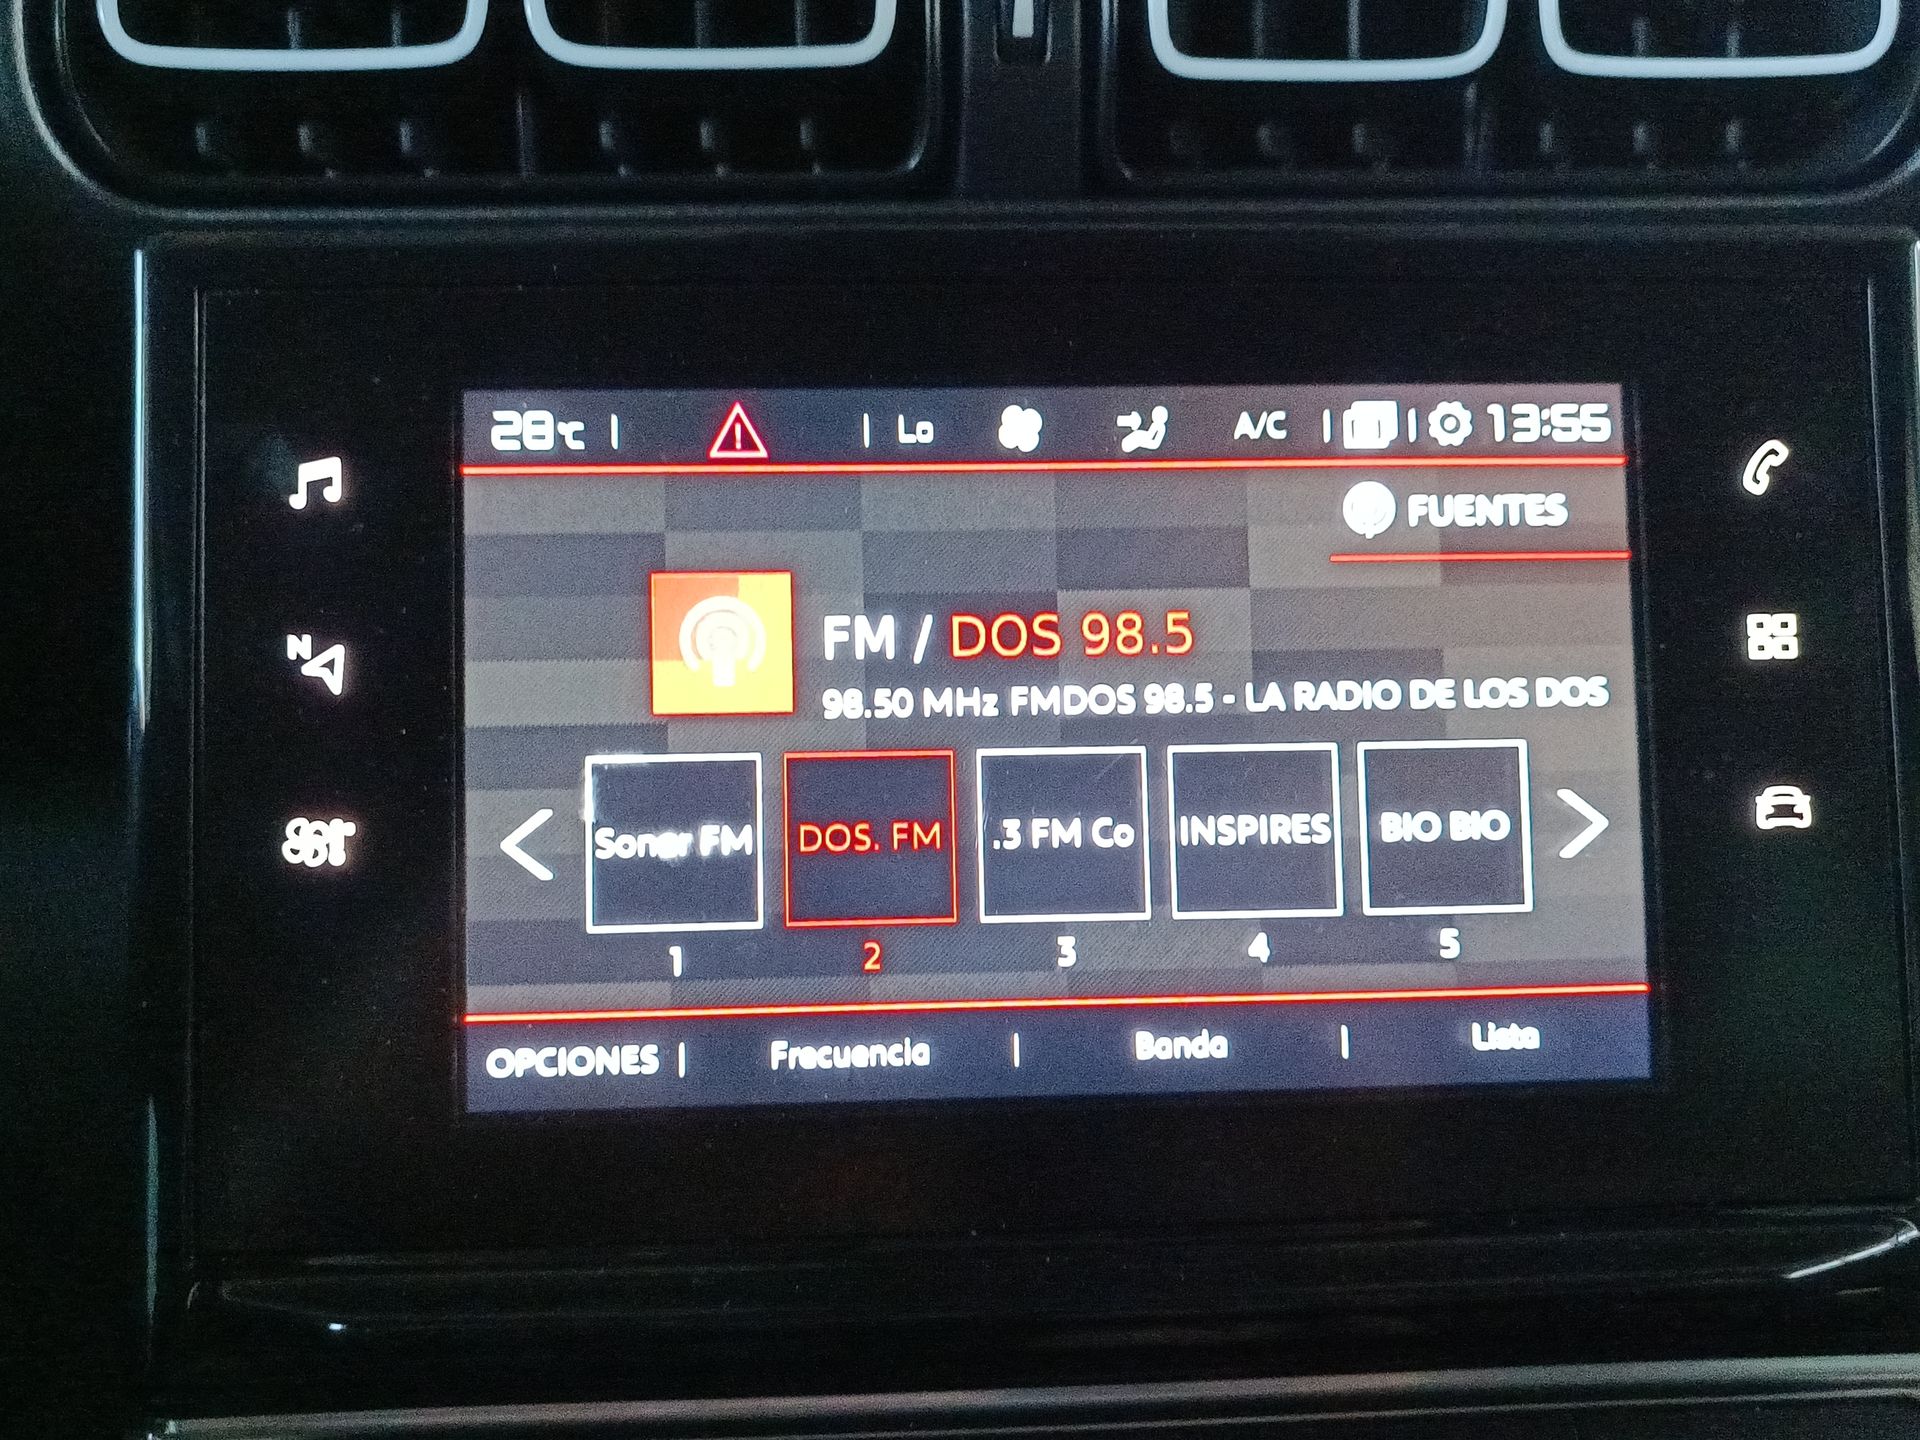 28°C | | Lo A/C | | 13:55
FUENTES
FM / DOS 98.5
98.50 MHz FMDOS 98.5 - LA RADIO DE LOS DOS
Sonar FM DOS. FM .3 FM Co INSPIRES BIO BIO
1 2 3 4 5
OPCIONES | Frecuencia | Banda | Lista
N